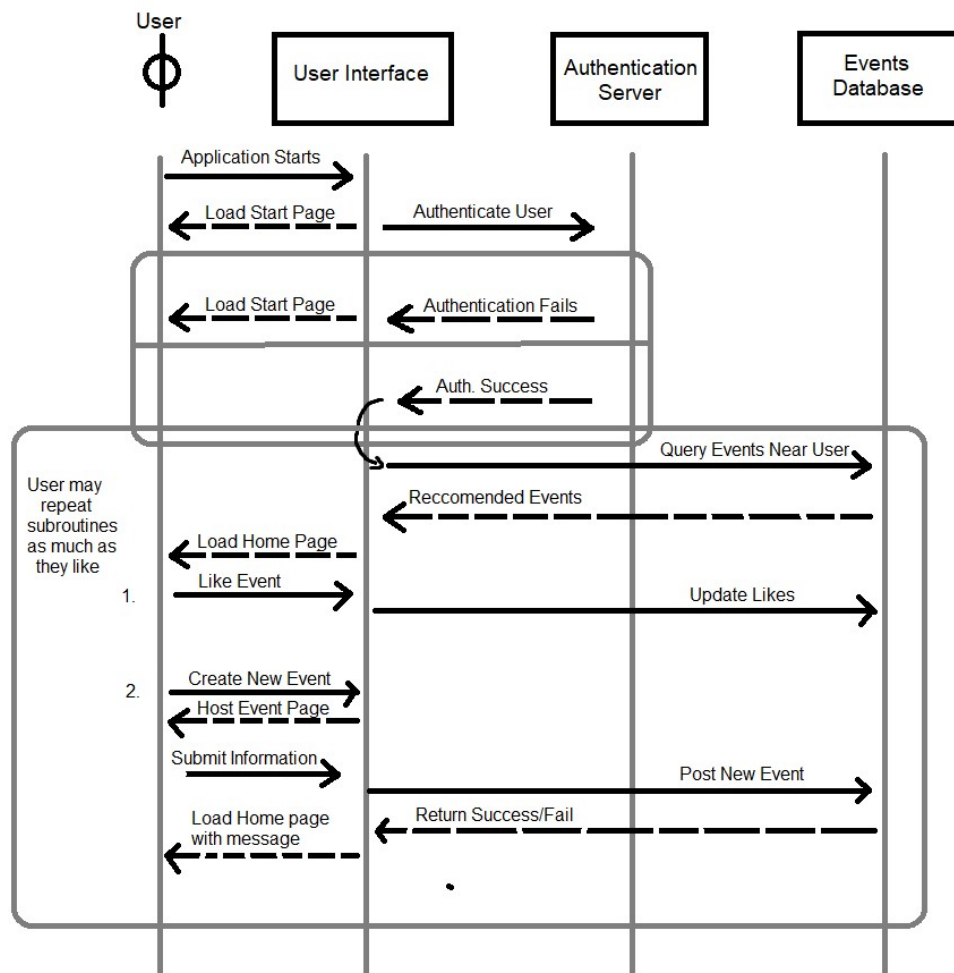 User
User Interface
Authentication
Server
Events
Database
Application Starts
Load Start Page
Authenticate User
Load Start Page
Authentication Fails
Auth. Success
Query Events Near User
User may
repeat
subroutines
as much as
they like
Reccomended Events
Load Home Page
1.
Like Event
Update Likes
2.
Create New Event
Host Event Page
Submit Information
Post New Event
Return Success/Fail
Load Home page
with message